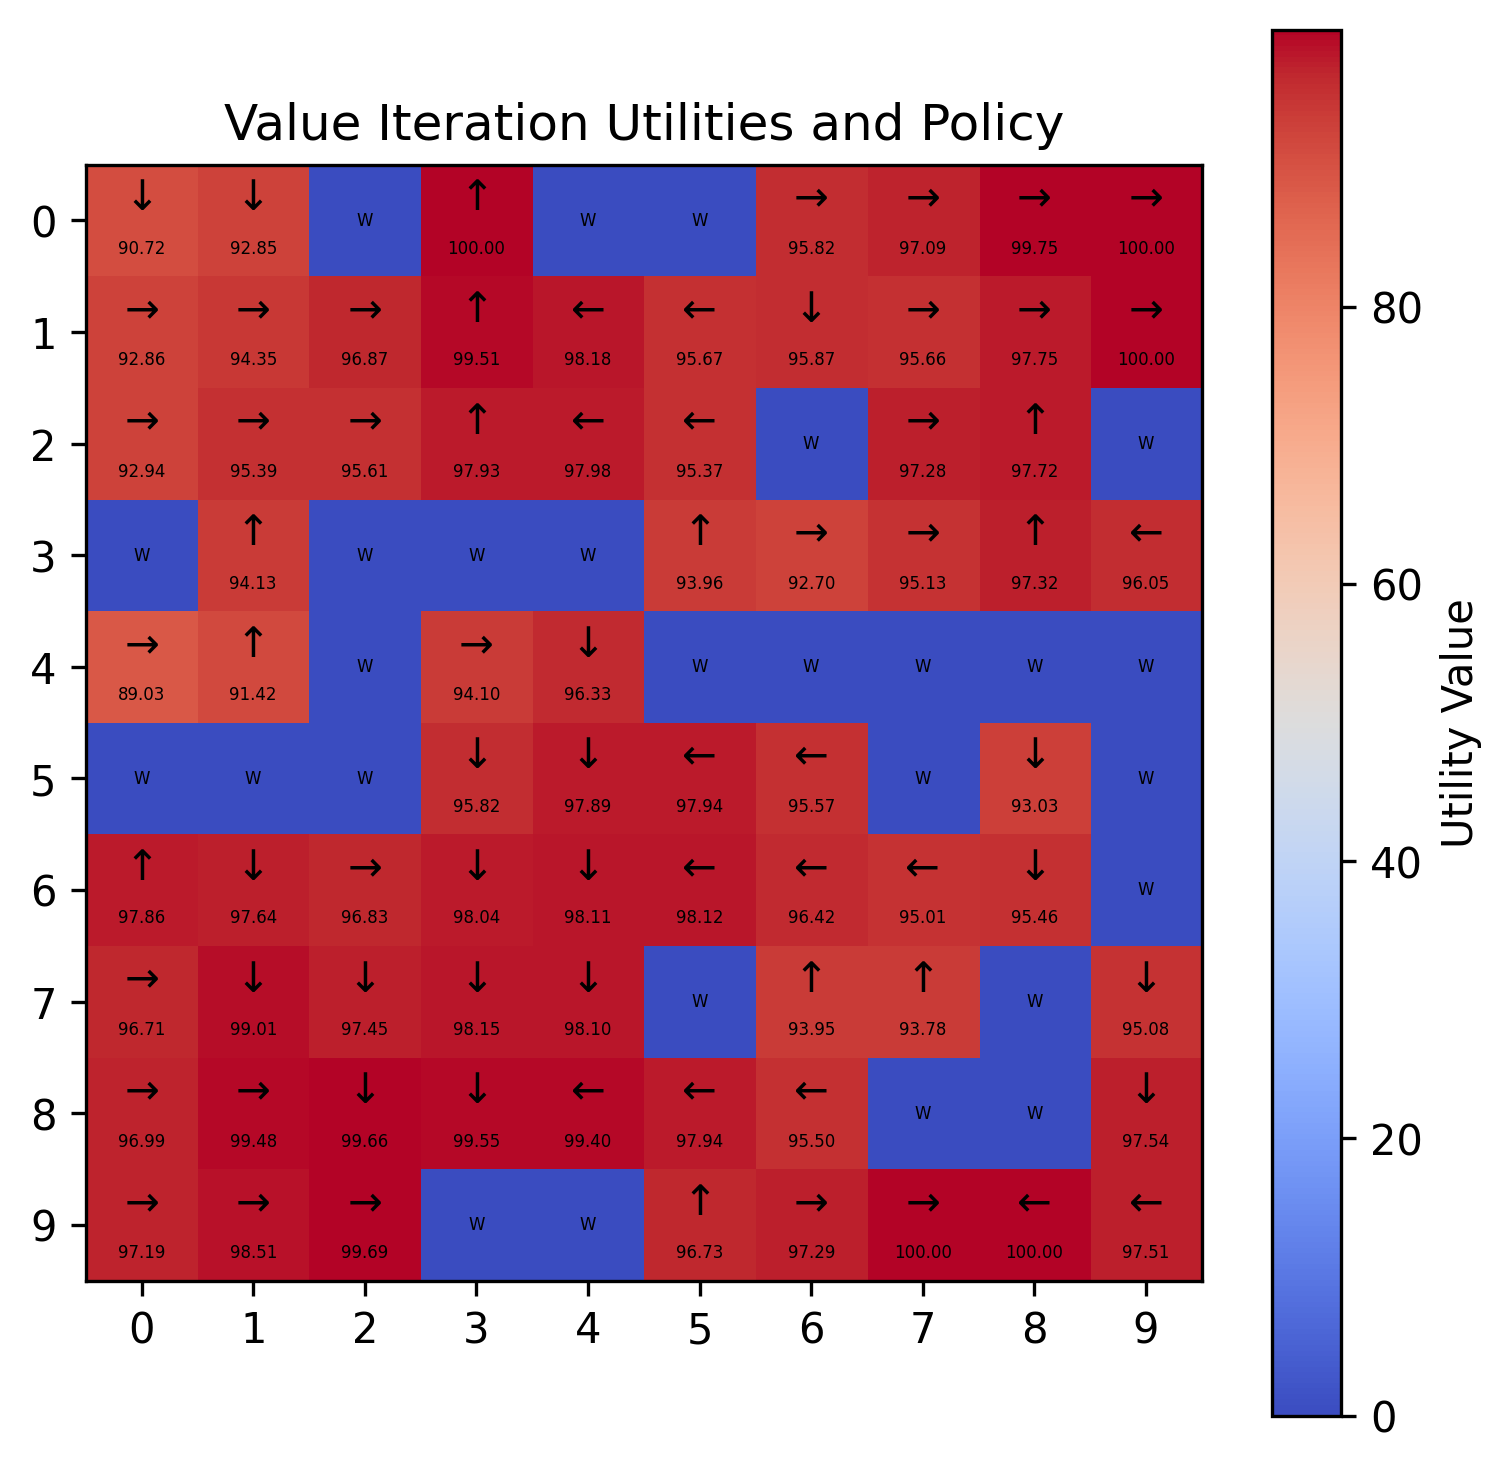 Value Iteration Utilities and Policy
0 ↓ ↓ W ↑ W W → → → →
90.72 92.85 100.00 95.82 97.09 99.75 100.00
1 → → → ↑ ← ← ↓ → → →
92.86 94.35 96.87 99.51 98.18 95.67 95.87 95.66 97.75 100.00
2 → → → ↑ ← ← W → ↑ W
92.94 95.39 95.61 97.93 97.98 95.37 97.28 97.72
3 W ↑ W W W ↑ → → ↑ ←
94.13 93.96 92.70 95.13 97.32 96.05
4 → ↑ W → ↓ W W W W W
89.03 91.42 94.10 96.33
5 W W W ↓ ↓ ← ← W ↓ W
95.82 97.89 97.94 95.57 93.03
6 ↑ ↓ → ↓ ↓ ← ← ← ↓ W
97.86 97.64 96.83 98.04 98.11 98.12 96.42 95.01 95.46
7 → ↓ ↓ ↓ ↓ W ↑ ↑ W ↓
96.71 99.01 97.45 98.15 98.10 93.95 93.78 95.08
8 → → ↓ ↓ ← ← ← W W ↓
96.99 99.48 99.66 99.55 99.40 97.94 95.50 97.54
9 → → → W W ↑ → → ← ←
97.19 98.51 99.69 96.73 97.29 100.00 100.00 97.51
0 1 2 3 4 5 6 7 8 9
80
60
40
20
0
Utility Value